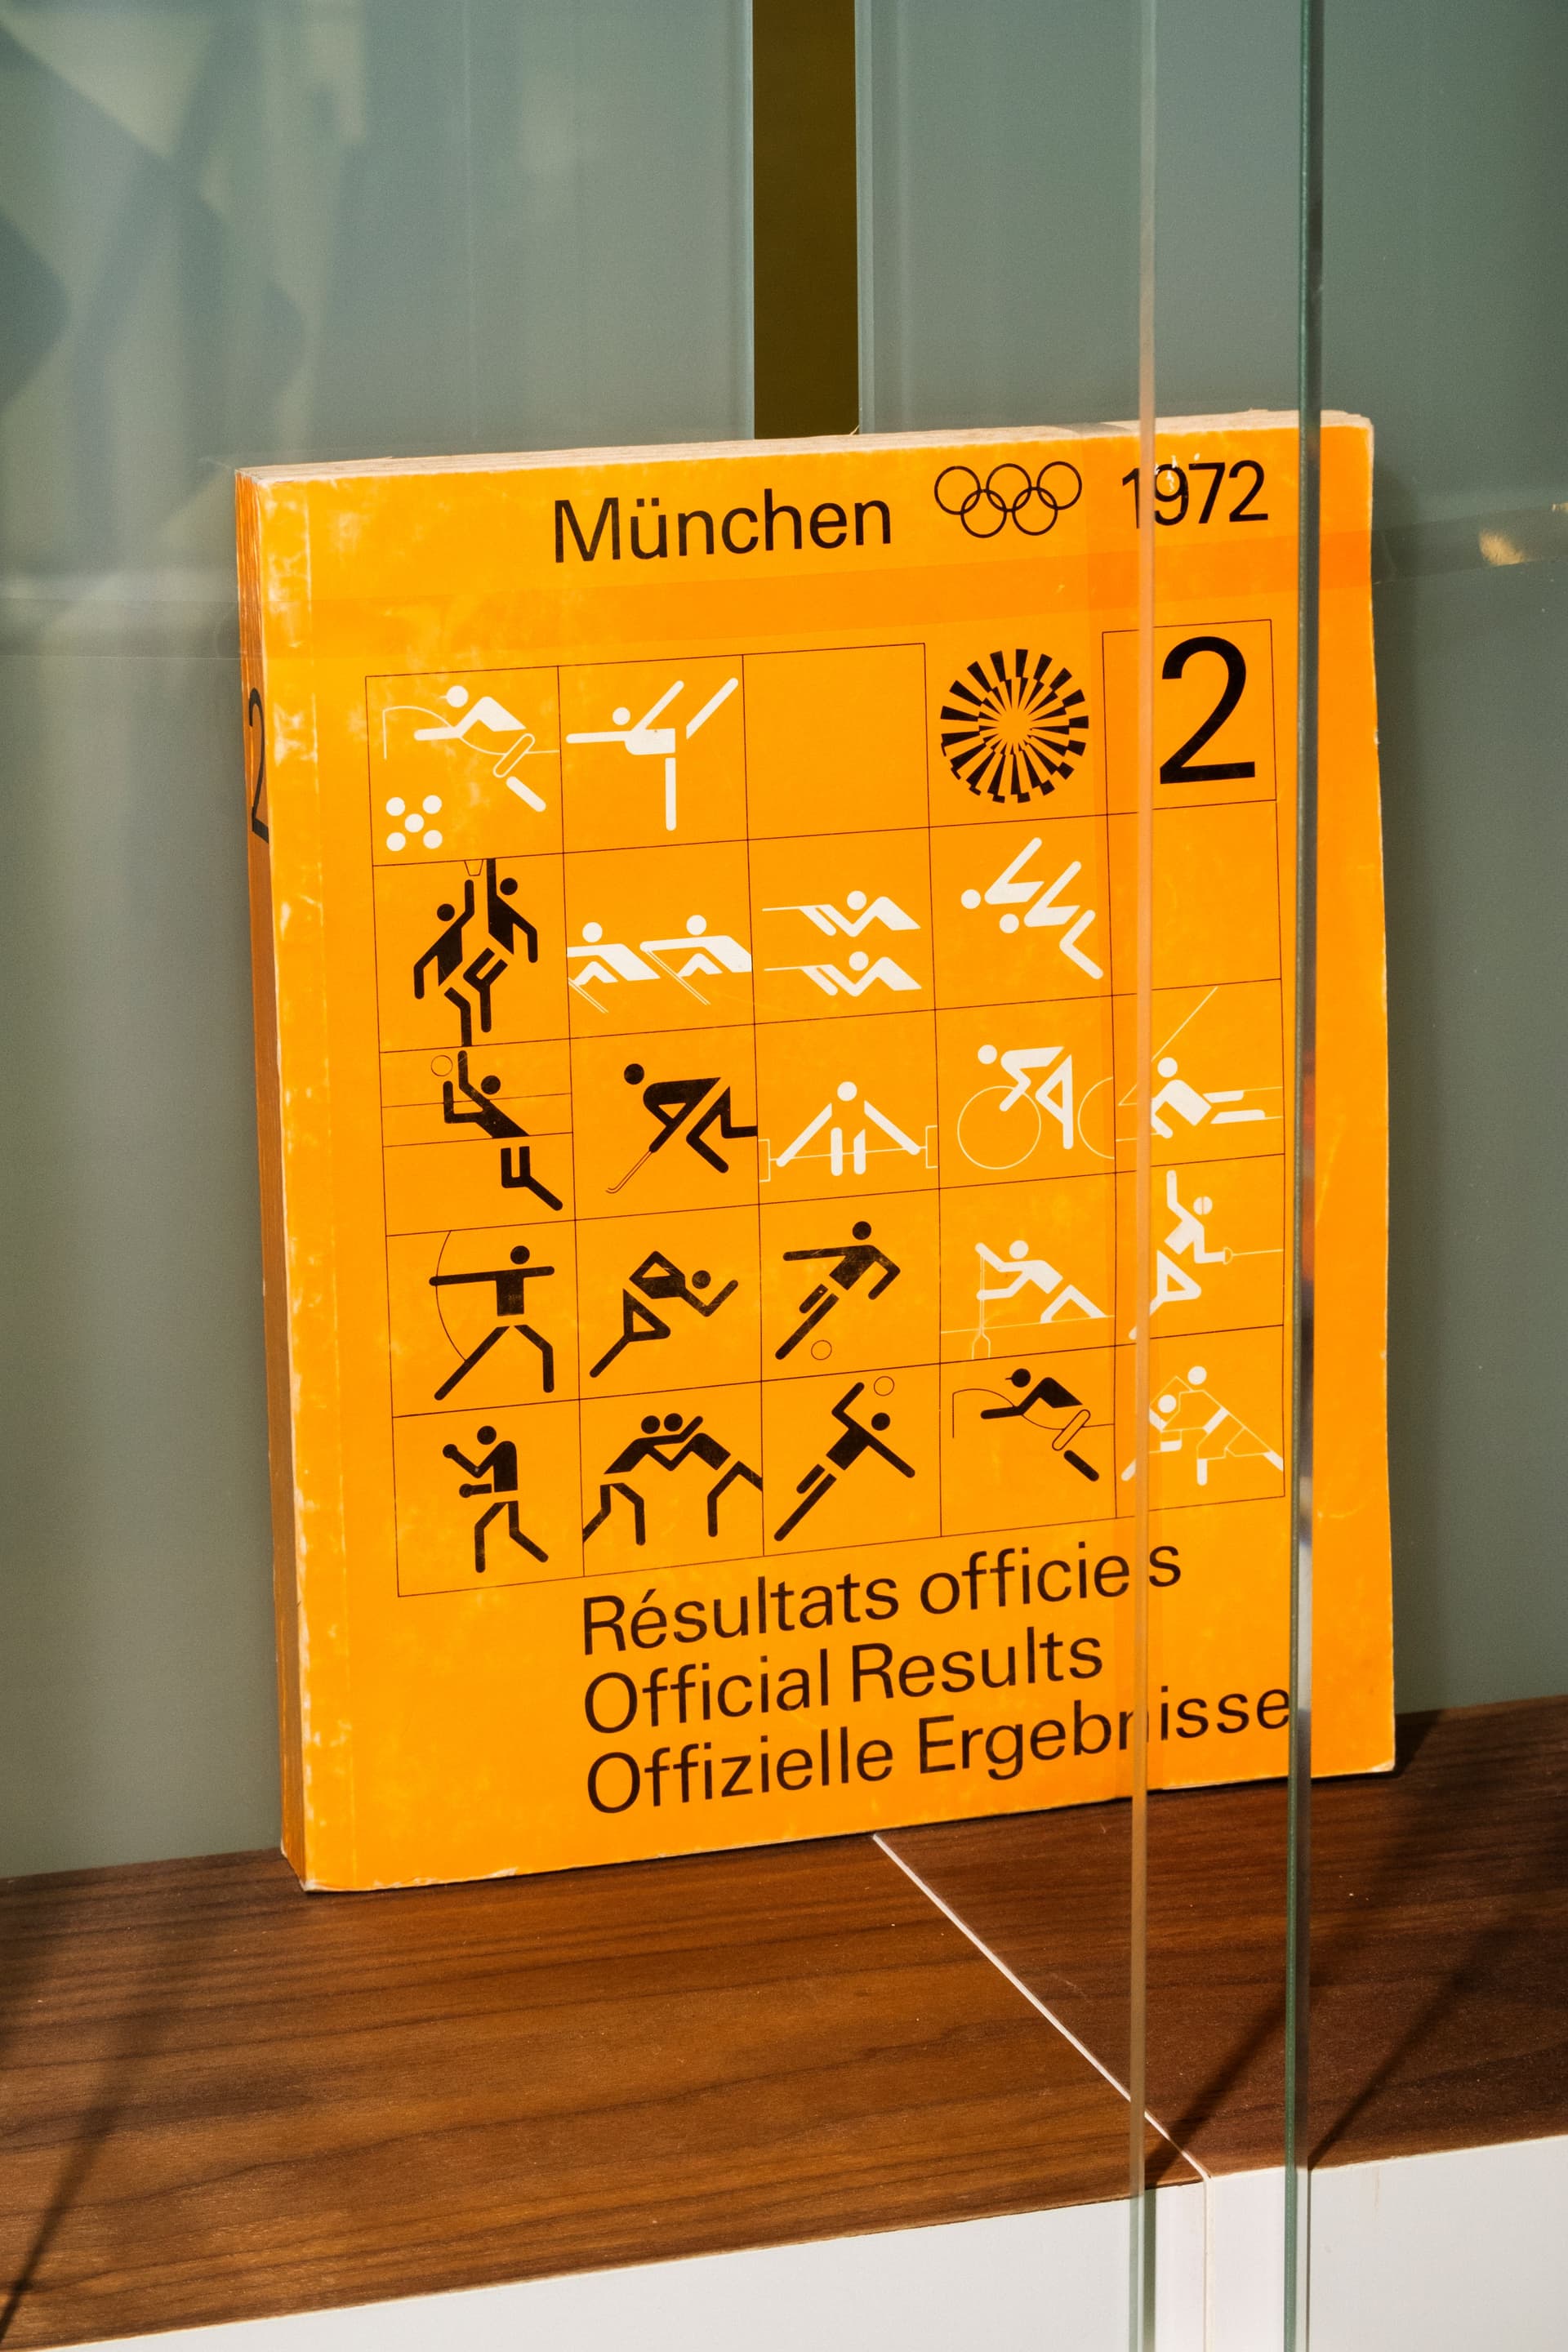 München 1972
2
2
Résultats officiels
Official Results
Offizielle Ergebnisse